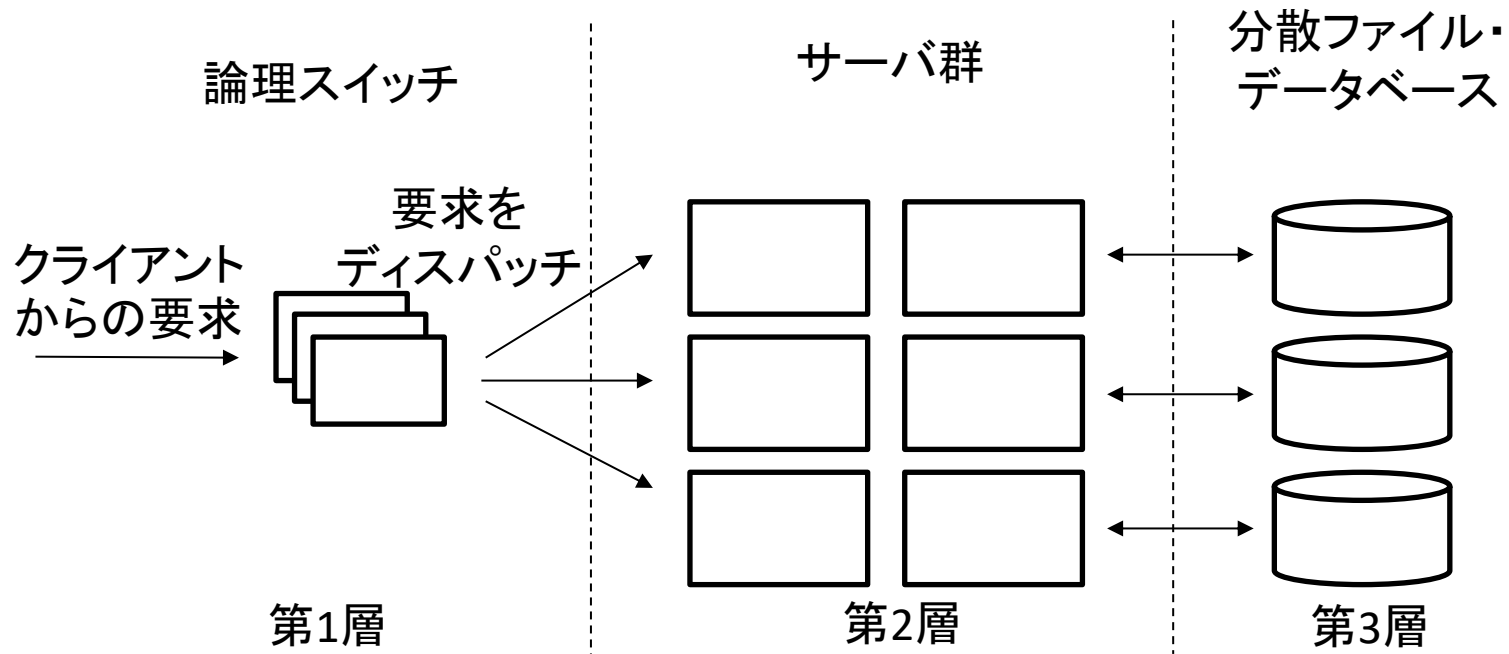 論理スイッチ
サーバ群
分散ファイル・
データベース
要求を
ディスパッチ
クライアント
からの要求
第1層
第2層
第3層